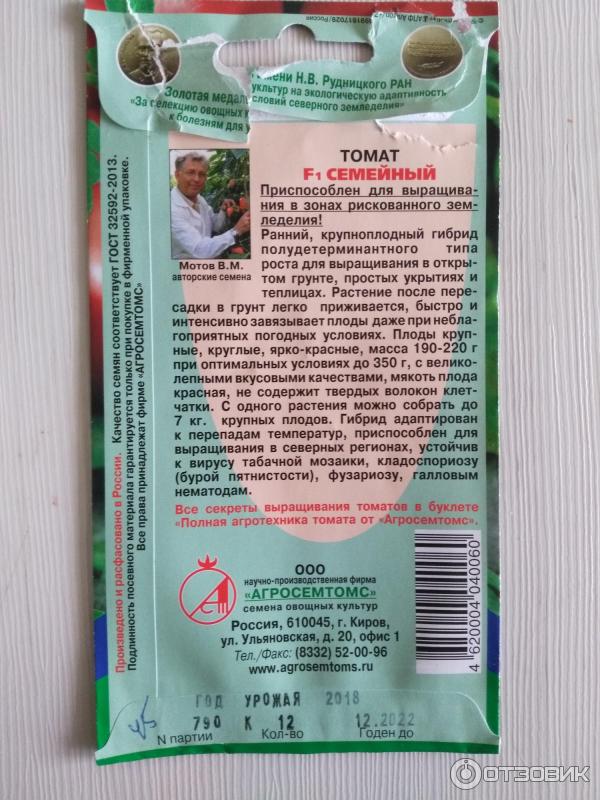 имени Н.В. Рудницкого РАН
Золотая медаль
культур на экологическую адаптивность
«За селекцию овощных
условий северного земледелия»
к болезням для
ТОМАТ
F1 СЕМЕЙНЫЙ
Приспособлен для выращива-
ния в зонах рискованного зем-
леделия!
Ранний, крупноплодный гибрид
полудетерминантного типа
роста для выращивания в откры-
том грунте, простых укрытиях и
теплицах. Растение после пере-
садки в грунт легко приживается, быстро и
интенсивно завязывает плоды даже при небла-
гоприятных погодных условиях. Плоды круп-
ные, круглые, ярко-красные, масса 190-220 г
при оптимальных условиях до 350 г, с велико-
лепными вкусовыми качествами, мякоть плода
красная, не содержит твердых волокон клет-
чатки. С одного растения можно собрать до
7 кг. крупных плодов. Гибрид адаптирован
к перепадам температур, приспособлен для
выращивания в северных регионах, устойчив
к вирусу табачной мозаики, кладоспориозу
(бурой пятнистости), фузариозу, галловым
нематодам.
Все секреты выращивания томатов в буклете
«Полная агротехника томата от «Агросемтомс».
Мотов В.М.
авторские семена
Произведено и расфасовано в России. Качество семян соответствует ГОСТ 32592-2013.
Подлинность посевного материала гарантируется только при покупке в фирменной упаковке.
Все права принадлежат фирме «АГРОСЕМТОМС»
ООО
научно-производственная фирма
"АГРОСЕМТОМС"
семена овощных культур
Россия, 610045, г. Киров,
ул. Ульяновская, д. 20, офис 1
Тел./Факс: (8332) 52-00-96
www.agrosemtoms.ru
4 620004 040060
ГОД УРОЖАЯ 2018
790 К 12 12.2022
N партии Кол-во Годен до
ОТЗОВИК